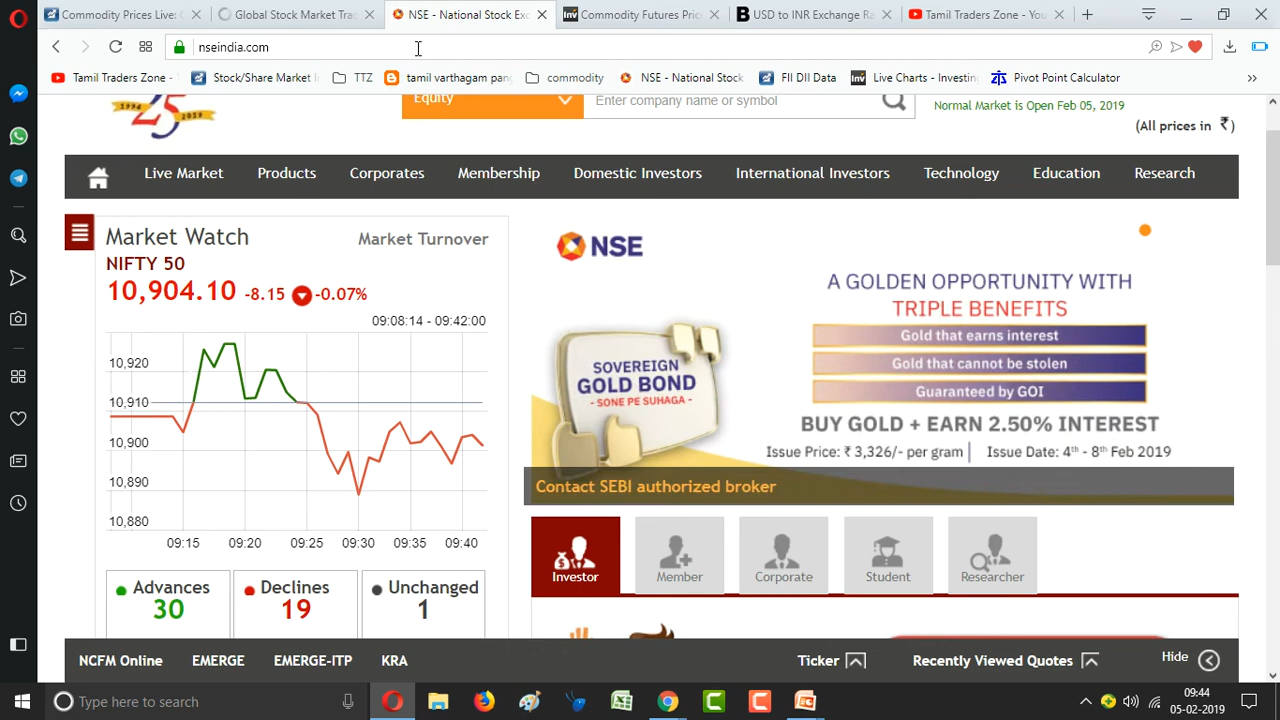 Commodity Prices Live: C
Global Stock Market Trac
NSE - National Stock Exc
Inv Commodity Futures Pric
B USD to INR Exchange Ra
Tamil Traders Zone - You
nseindia.com
Tamil Traders Zone -
Stock/Share Market I
TTZ
tamil varthagam pan
commodity
NSE - National Stock
FII DII Data
Inv Live Charts - Investin
Pivot Point Calculator
1994 25 2019
Equity
Enter company name or symbol
Normal Market is Open Feb 05, 2019
(All prices in ₹)
Live Market
Products
Corporates
Membership
Domestic Investors
International Investors
Technology
Education
Research
Market Watch
Market Turnover
NIFTY 50
10,904.10 -8.15 -0.07%
09:08:14 - 09:42:00
10,920
10,910
10,900
10,890
10,880
09:15 09:20 09:25 09:30 09:35 09:40
Advances
30
Declines
19
Unchanged
1
NSE
A GOLDEN OPPORTUNITY WITH
TRIPLE BENEFITS
Gold that earns interest
Gold that cannot be stolen
Guaranteed by GOI
BUY GOLD + EARN 2.50% INTEREST
Issue Price: ₹ 3,326/- per gram | Issue Date: 4th - 8th Feb 2019
SOVEREIGN
GOLD BOND
- SONE PE SUHAGA -
Contact SEBI authorized broker
Investor
Member
Corporate
Student
Researcher
NCFM Online
EMERGE
EMERGE-ITP
KRA
Ticker
Recently Viewed Quotes
Hide
Type here to search
09:44
05-02-2019